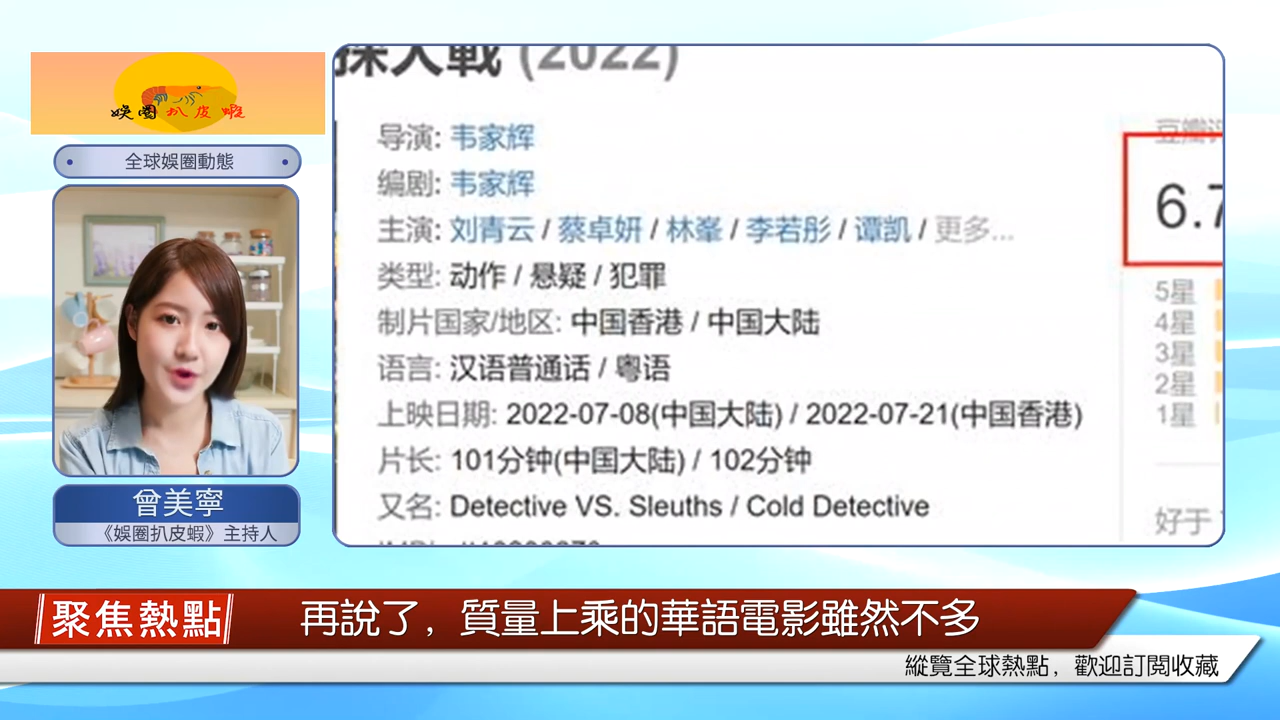 娛圈扒皮蝦
全球娛圈動態
曾美寧
《娛圈扒皮蝦》主持人
探大戰 (2022)
导演: 韦家辉
编剧: 韦家辉
主演: 刘青云 / 蔡卓妍 / 林峯 / 李若彤 / 谭凯 / 更多...
类型: 动作 / 悬疑 / 犯罪
制片国家/地区: 中国香港 / 中国大陆
语言: 汉语普通话 / 粤语
上映日期: 2022-07-08(中国大陆) / 2022-07-21(中国香港)
片长: 101分钟(中国大陆) / 102分钟
又名: Detective VS. Sleuths / Cold Detective
豆瓣
6.7
5星
4星
3星
2星
1星
好于
聚焦熱點
再說了，質量上乘的華語電影雖然不多
縱覽全球熱點，歡迎訂閱收藏